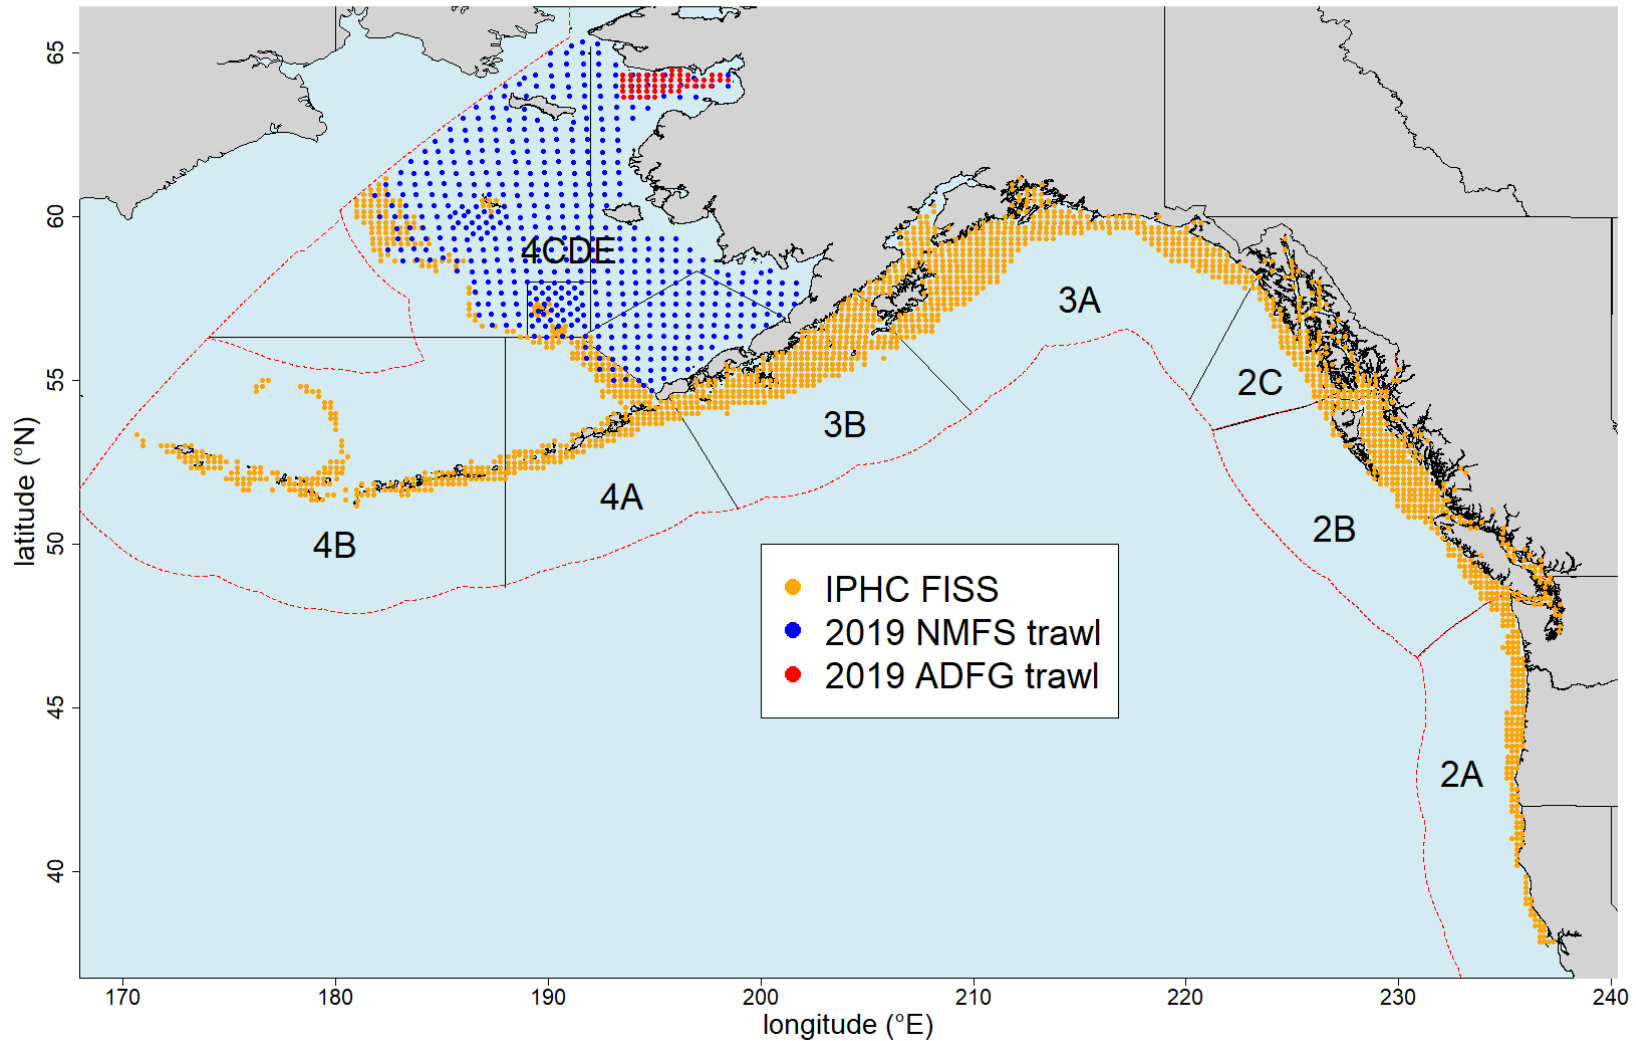 65
60
55
50
45
40
latitude (°N)
4CDE
3A
2C
3B
4A
2B
4B
IPHC FISS
2019 NMFS trawl
2019 ADFG trawl
2A
170
180
190
200
210
220
230
240
longitude (°E)